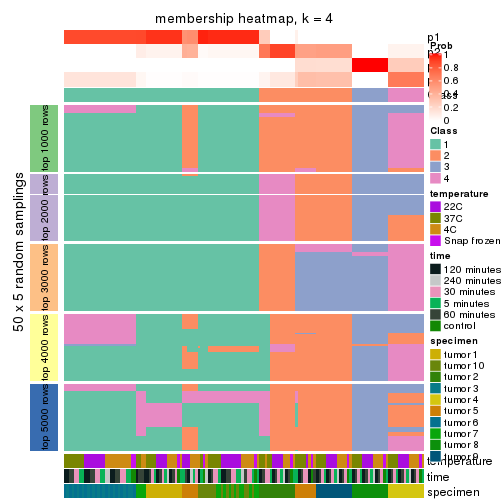 membership heatmap, k = 4
50 x 5 random samplings
top 1000 rows
top 2000 rows
top 3000 rows
top 4000 rows
top 5000 rows
p1
p2
temperature
time
specimen
Prob
1
0.8
0.6
0.4
0.2
0
Class
1
2
3
4
temperature
22C
37C
4C
Snap frozen
time
120 minutes
240 minutes
30 minutes
5 minutes
60 minutes
control
specimen
tumor 1
tumor 10
tumor 2
tumor 3
tumor 4
tumor 5
tumor 6
tumor 7
tumor 8
tumor 9